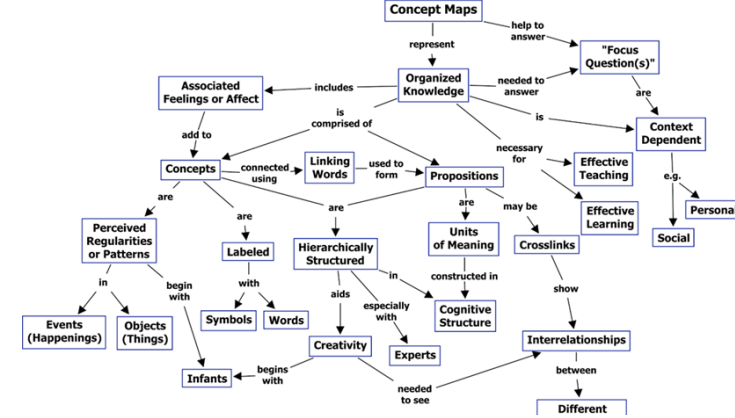 Concept Maps
help to
answer
represent
"Focus
Question(s)"
Organized
Knowledge
needed to
answer
Associated
Feelings or Affect
includes
are
is
is
comprised of
Context
Dependent
add to
necessary
for
Concepts
connected
using
Linking
Words
used to
form
Propositions
Effective
Teaching
e.g.
are
are
are
are
may be
Effective
Learning
Personal
Social
Perceived
Regularities
or Patterns
Labeled
Hierarchically
Structured
Units
of Meaning
Crosslinks
in
begin
with
with
in
constructed in
aids
especially
with
show
Events
(Happenings)
Objects
(Things)
Symbols
Words
Cognitive
Structure
Creativity
Experts
Interrelationships
Infants
begins
with
needed
to see
between
Different